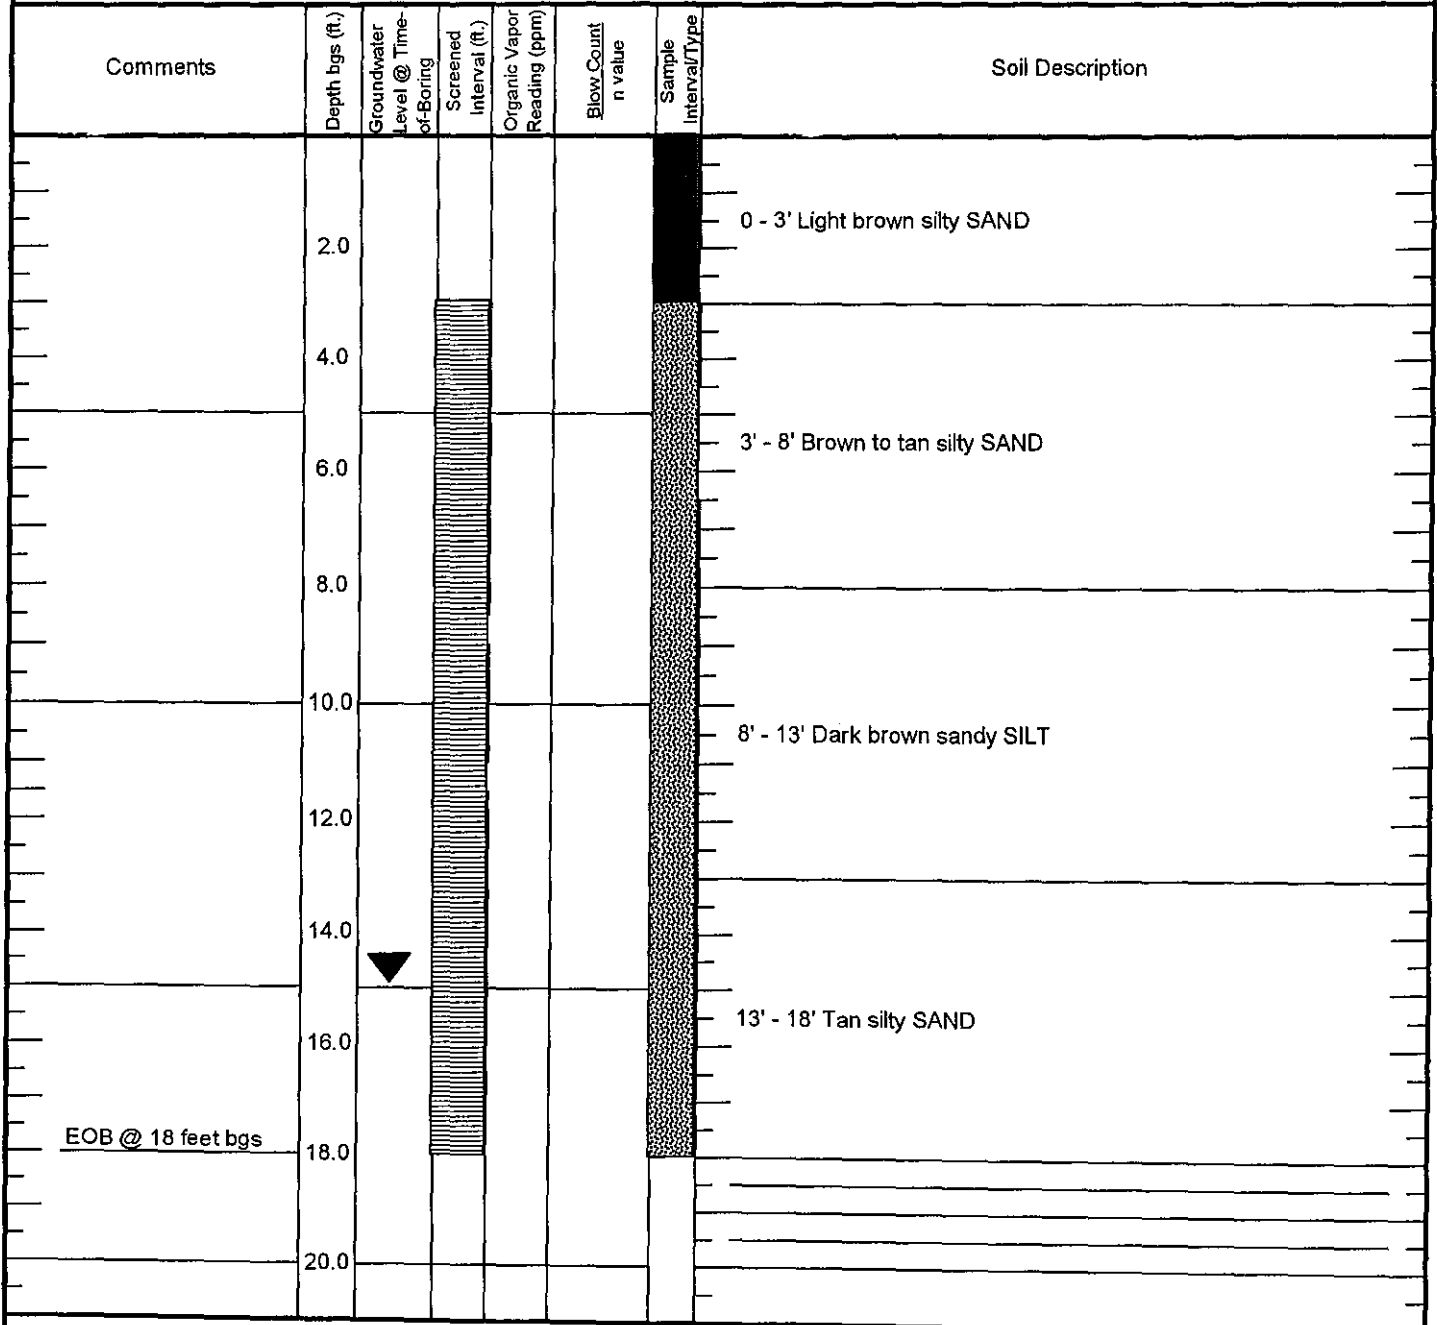 Comments
Depth bgs (ft.)
Groundwater
Level @ Time-
of-Boring
Screened
Interval (ft.)
Organic Vapor
Reading (ppm)
Blow Count
n value
Sample
Interval/Type
Soil Description
0 - 3' Light brown silty SAND
2.0
4.0
3' - 8' Brown to tan silty SAND
6.0
8.0
10.0
8' - 13' Dark brown sandy SILT
12.0
14.0
13' - 18' Tan silty SAND
16.0
EOB @ 18 feet bgs
18.0
20.0